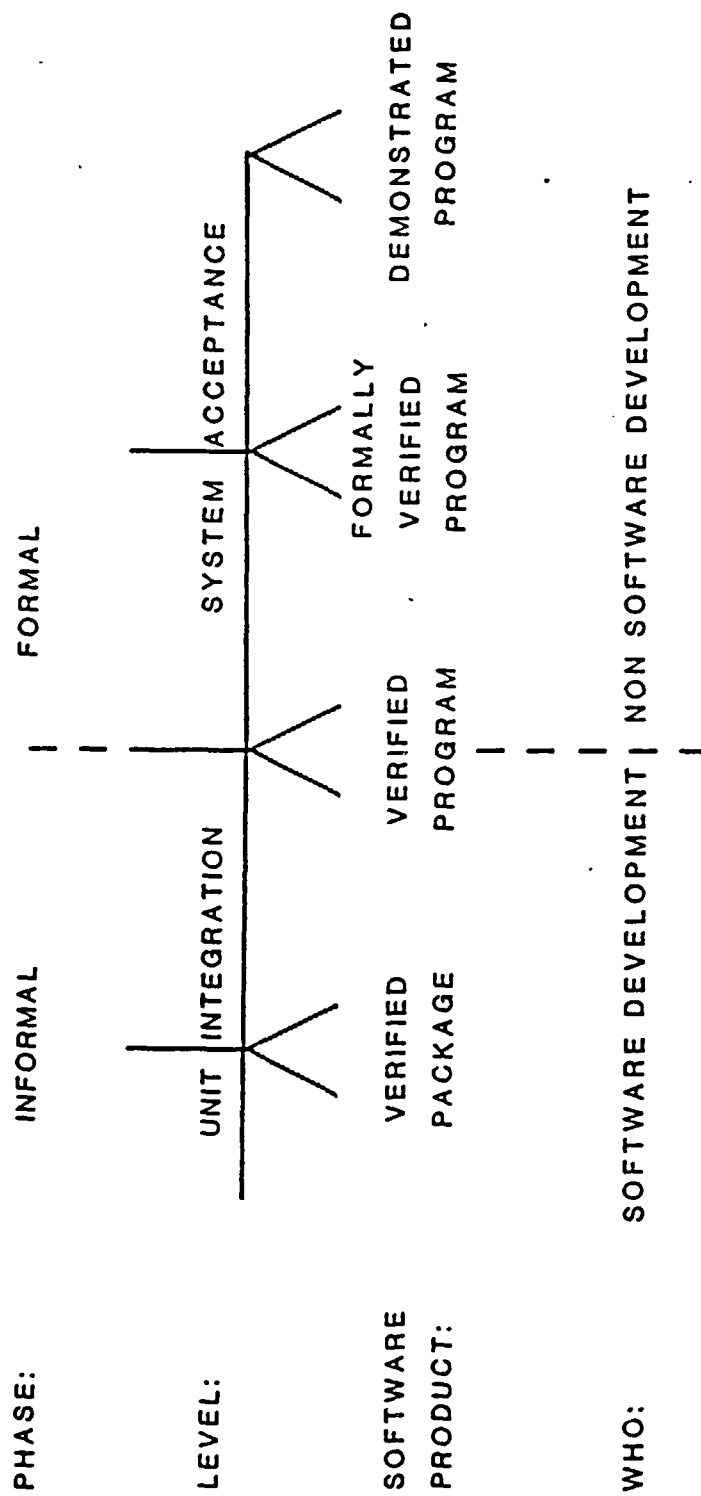 PHASE: INFORMAL FORMAL
LEVEL: UNIT INTEGRATION SYSTEM ACCEPTANCE
SOFTWARE VERIFIED VERIFIED FORMALLY DEMONSTRATED
PRODUCT: PACKAGE PROGRAM VERIFIED PROGRAM
PROGRAM
WHO: SOFTWARE DEVELOPMENT NON SOFTWARE DEVELOPMENT